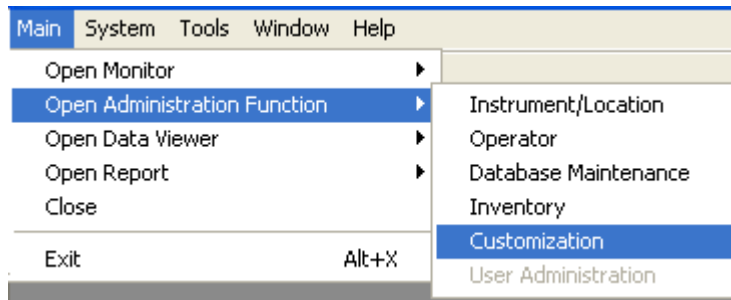 Main System Tools Window Help
Open Monitor
Open Administration Function
Open Data Viewer
Open Report
Close
Exit Alt+X
Instrument/Location
Operator
Database Maintenance
Inventory
Customization
User Administration